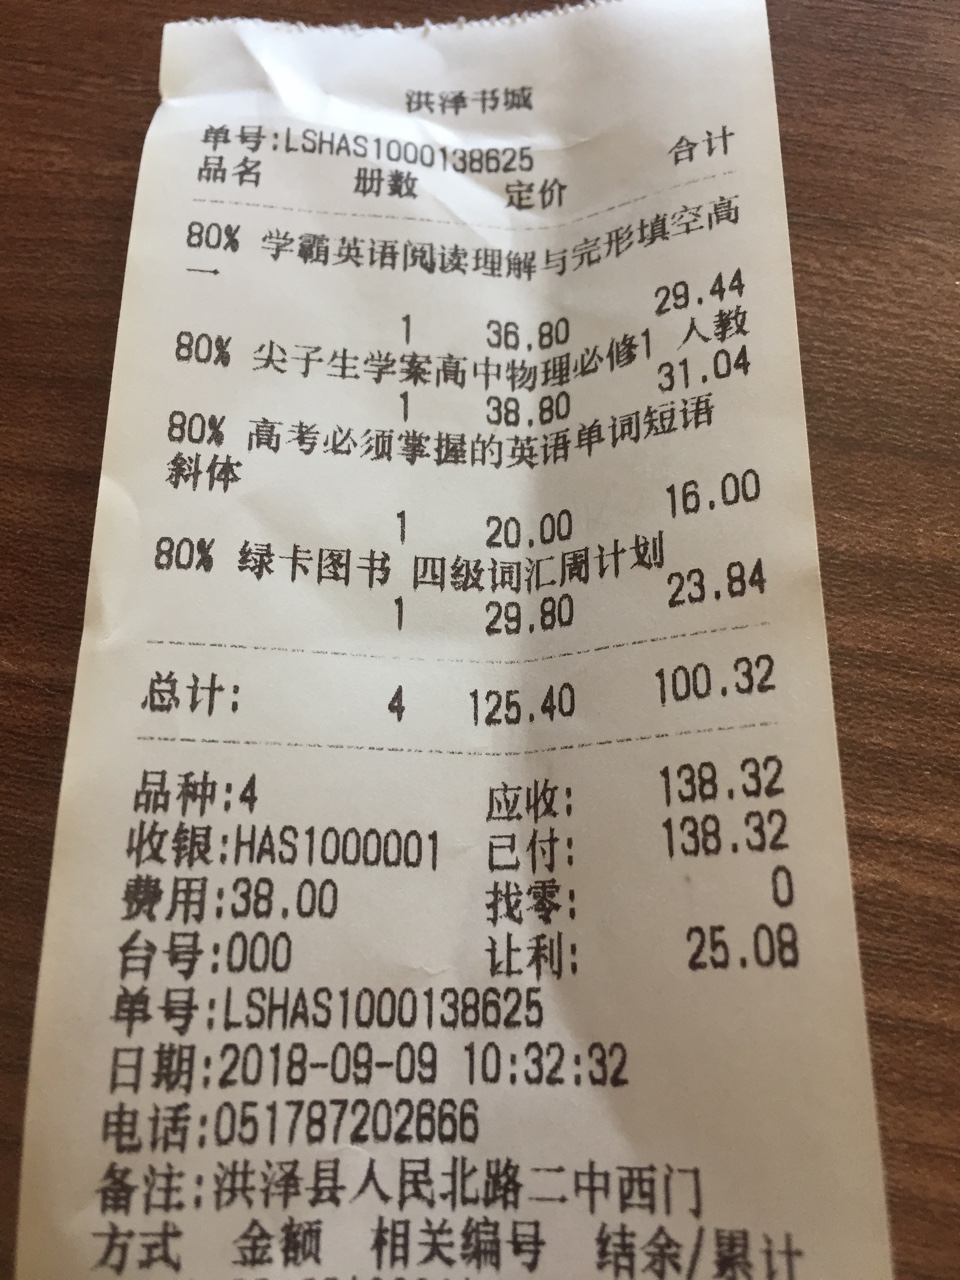 洪泽书城
单号:LSHAS1000138625
品名 册数 定价 合计
80% 学霸英语阅读理解与完形填空高
一
1 36.80 29.44
80% 尖子生学案高中物理必修1 人教
1 38.80 31.04
80% 高考必须掌握的英语单词短语
斜体
1 20.00 16.00
80% 绿卡图书 四级词汇周计划
1 29.80 23.84
总计: 4 125.40 100.32
品种:4 应收: 138.32
收银:HAS1000001 已付: 138.32
费用:38.00 找零: 0
台号:000 让利: 25.08
单号:LSHAS1000138625
日期:2018-09-09 10:32:32
电话:051787202666
备注:洪泽县人民北路二中西门
方式 金额 相关编号 结余/累计